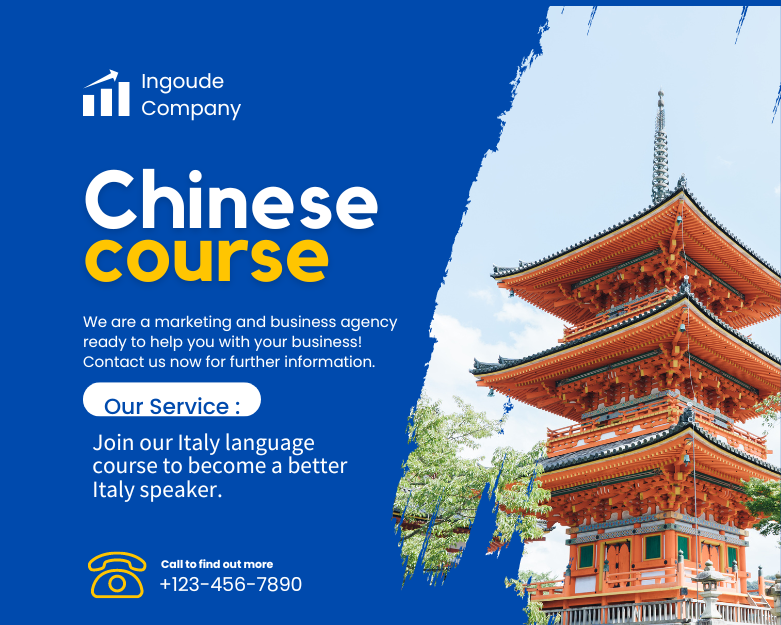 Ingoude
Company
Chinese
course
We are a marketing and business agency
ready to help you with your business!
Contact us now for further information.
Our Service :
Join our Italy language
course to become a better
Italy speaker.
Call to find out more
+123-456-7890